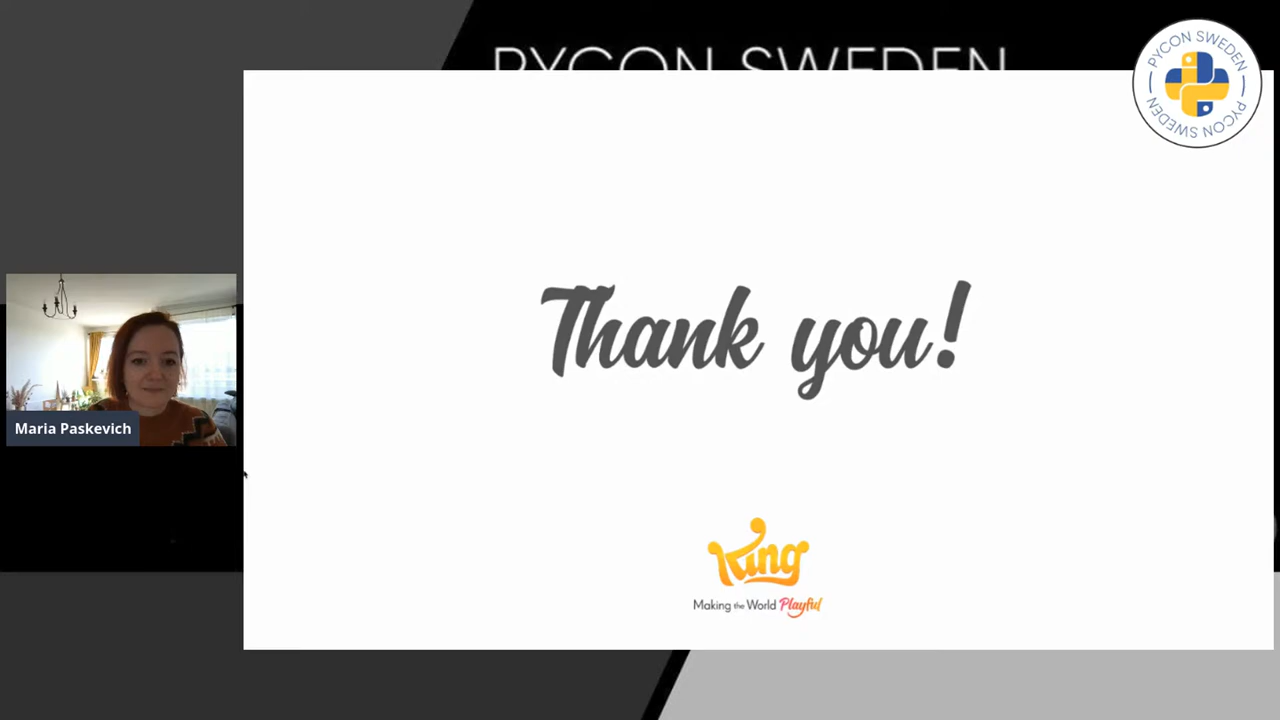 PYCON SWEDEN
PYCON SWEDEN
PYCON SWEDEN
Thank you!
Maria Paskevich
King
Making the World Playful